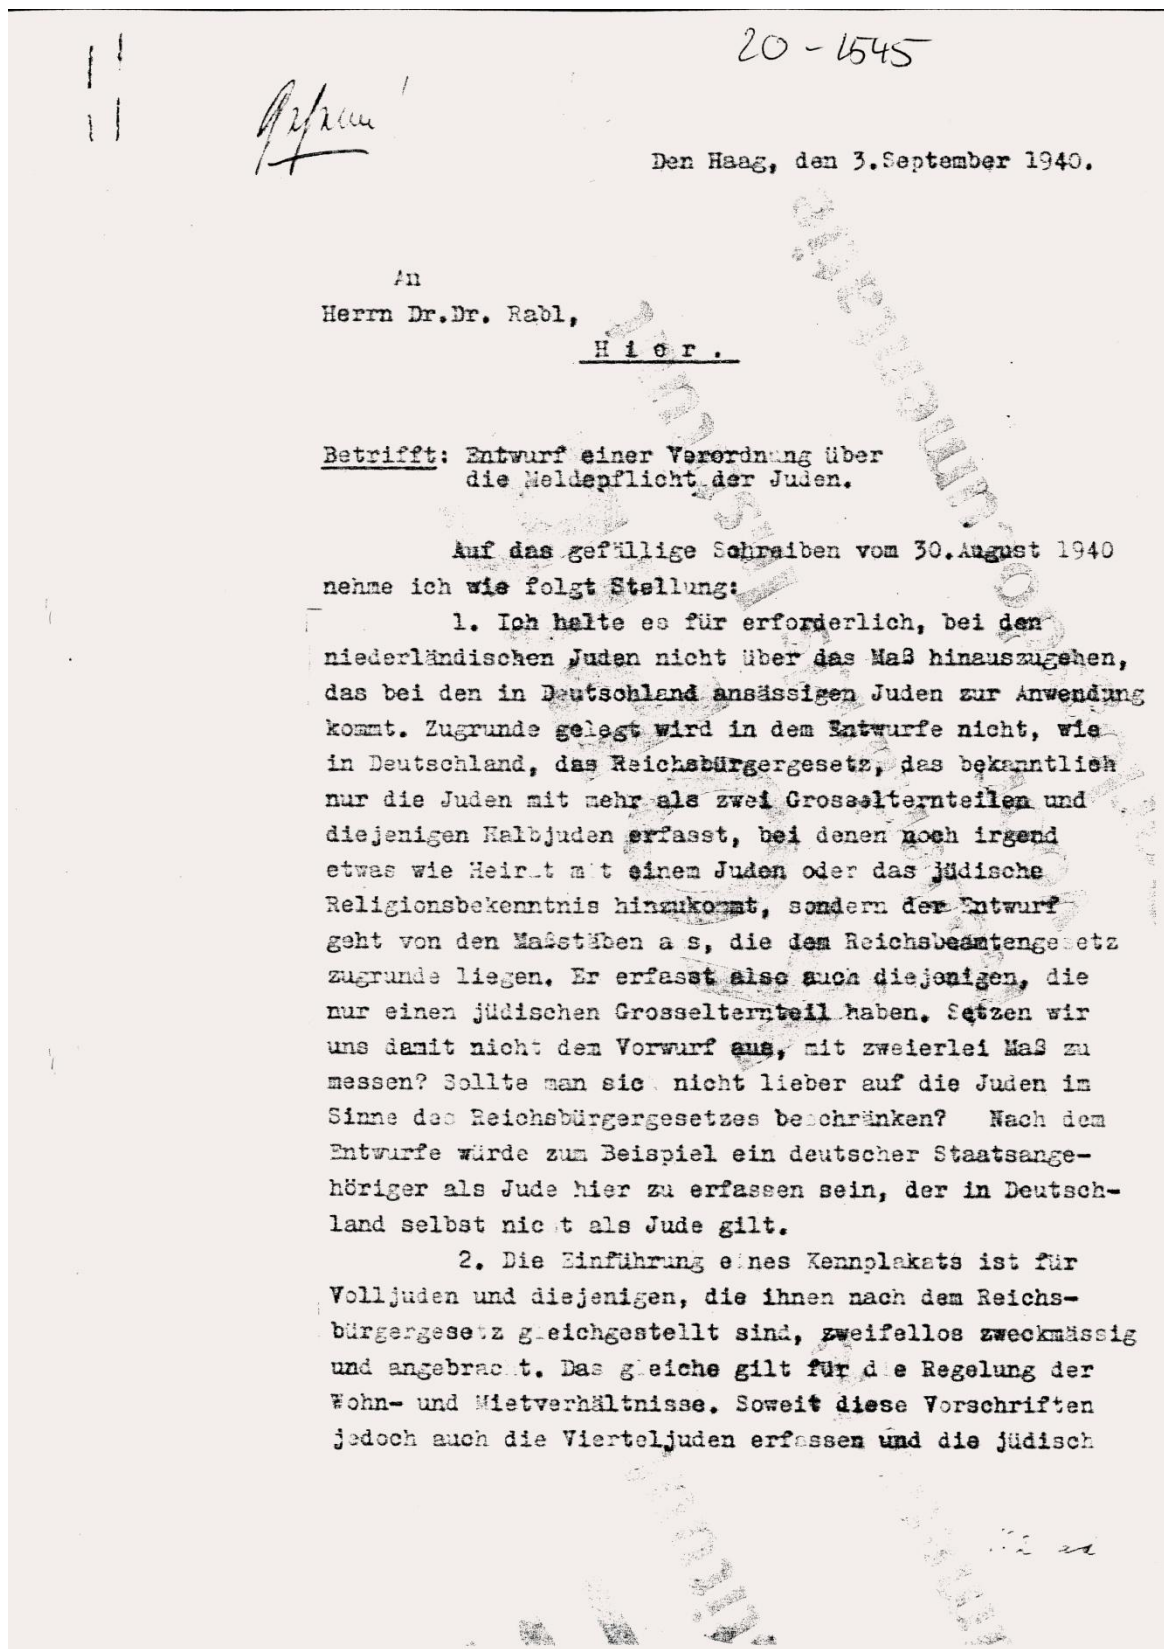 20 - 1545
Den Haag, den 3.September 1940.
An
Herrn Dr.Dr. Rabl,
Hier.
Betrifft: Entwurf einer Verordnung über
die Meldepflicht der Juden.
Auf das gefällige Schreiben vom 30.August 1940
nehme ich wie folgt Stellung:
1. Ich halte es für erforderlich, bei den
niederländischen Juden nicht über das Maß hinauszugehen,
das bei den in Deutschland ansässigen Juden zur Anwendung
kommt. Zugrunde gelegt wird in dem Entwurfe nicht, wie
in Deutschland, das Reichsbürgergesetz, das bekanntlich
nur die Juden mit mehr als zwei Grosselternteilen und
diejenigen Halbjuden erfasst, bei denen noch irgend
etwas wie Heirat mit einem Juden oder das jüdische
Religionsbekenntnis hinzukommt, sondern der Entwurf
geht von den Maßstäben aus, die dem Reichsbeamtengesetz
zugrunde liegen. Er erfasst also auch diejenigen, die
nur einen jüdischen Grosselternteil haben. Setzen wir
uns damit nicht dem Vorwurf aus, mit zweierlei Maß zu
messen? Sollte man sich nicht lieber auf die Juden im
Sinne des Reichsbürgergesetzes beschränken? Nach dem
Entwurfe würde zum Beispiel ein deutscher Staatsange-
höriger als Jude hier zu erfassen sein, der in Deutsch-
land selbst nicht als Jude gilt.
2. Die Einführung eines Kennplakats ist für
Volljuden und diejenigen, die ihnen nach dem Reichs-
bürgergesetz gleichgestellt sind, zweifellos zweckmässig
und angebracht. Das gleiche gilt für die Regelung der
Wohn- und Mietverhältnisse. Soweit diese Vorschriften
jedoch auch die Vierteljuden erfassen und die jüdisch